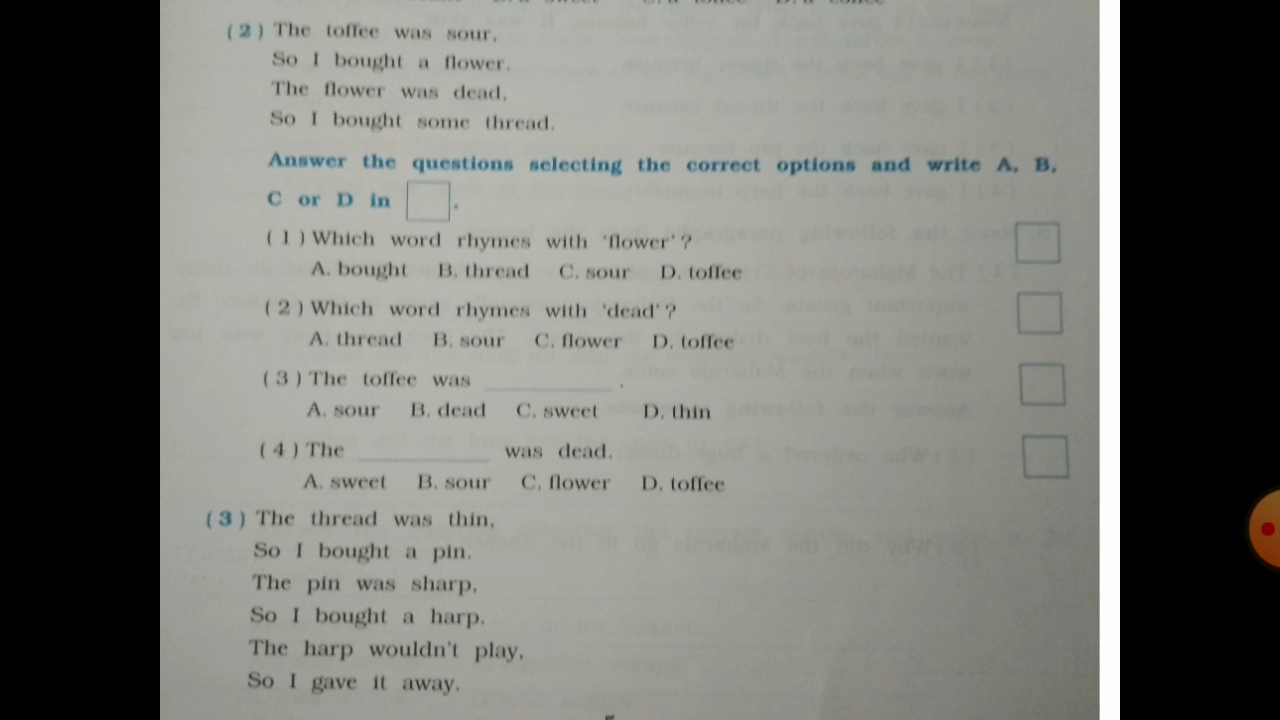 ( 2 ) The toffee was sour,
So I bought a flower.
The flower was dead,
So I bought some thread.
Answer the questions selecting the correct options and write A, B,
C or D in .
( 1 ) Which word rhymes with 'flower' ?
A. bought B. thread C. sour D. toffee
( 2 ) Which word rhymes with 'dead' ?
A. thread B. sour C. flower D. toffee
( 3 ) The toffee was __________ .
A. sour B. dead C. sweet D. thin
( 4 ) The __________ was dead.
A. sweet B. sour C. flower D. toffee
( 3 ) The thread was thin,
So I bought a pin.
The pin was sharp,
So I bought a harp.
The harp wouldn't play,
So I gave it away.